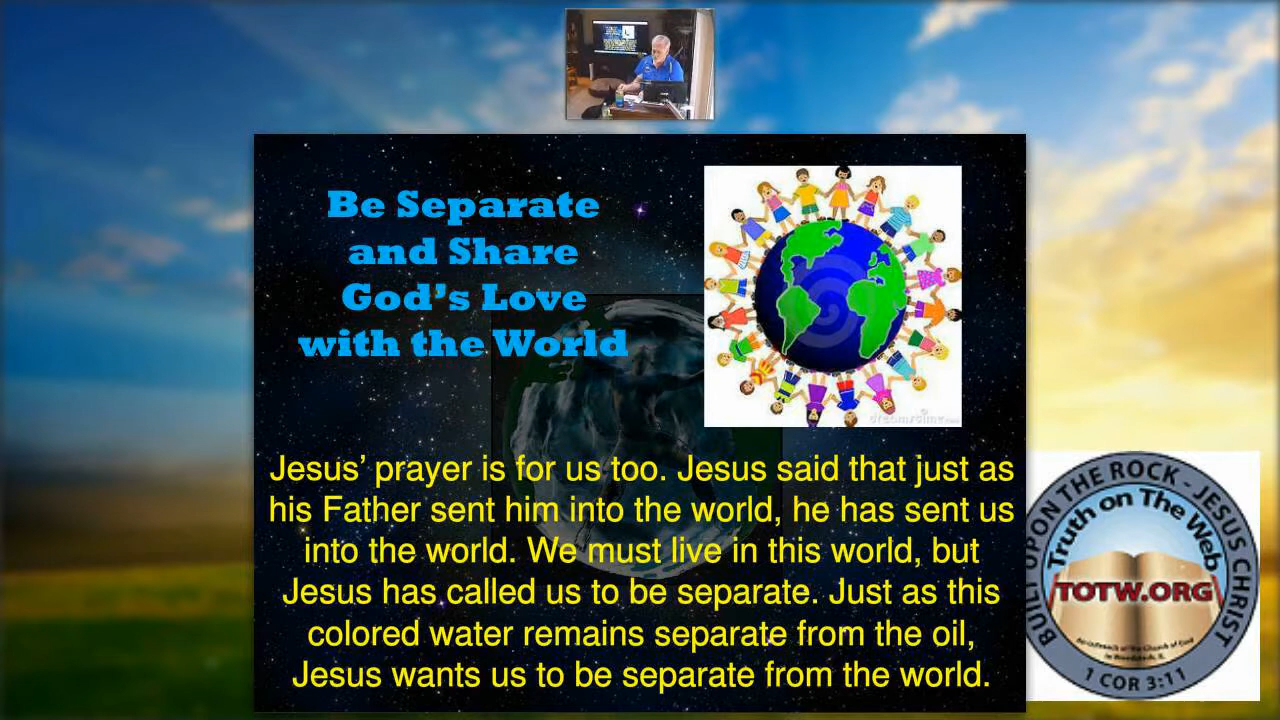 Be Separate
and Share
God's Love
with the World
Jesus' prayer is for us too. Jesus said that just as
his Father sent him into the world, he has sent us
into the world. We must live in this world, but
Jesus has called us to be separate. Just as this
colored water remains separate from the oil,
Jesus wants us to be separate from the world.
BUILT UPON THE ROCK - JESUS CHRIST
Truth on The Web
TOTW.ORG
1 COR 3:11